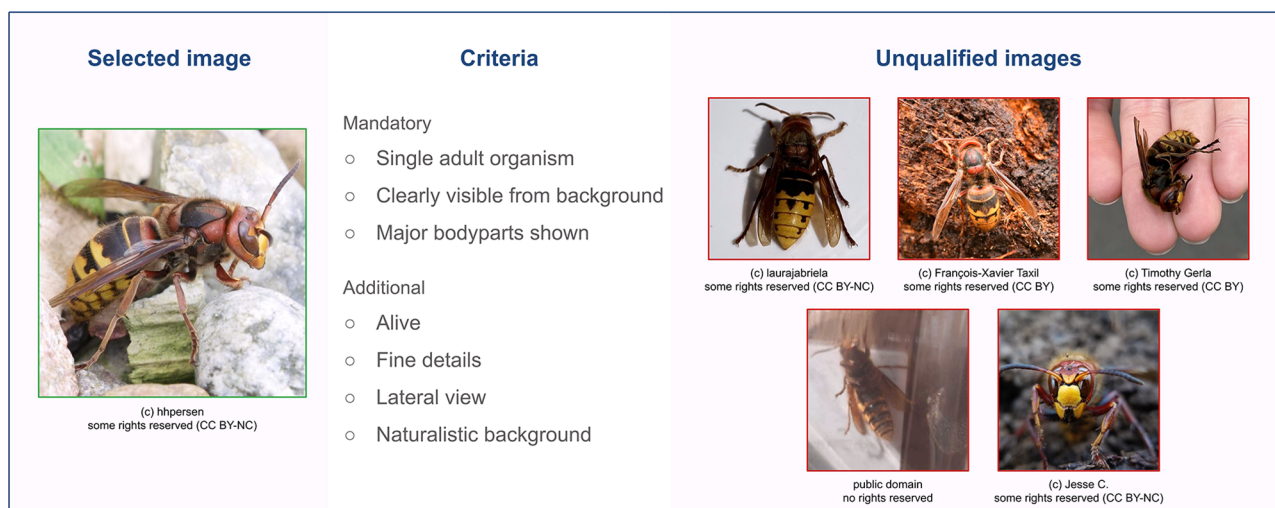 Selected image
Criteria
Unqualified images
Mandatory
○ Single adult organism
○ Clearly visible from background
○ Major bodyparts shown
Additional
○ Alive
○ Fine details
○ Lateral view
○ Naturalistic background
(c) hhpersen
some rights reserved (CC BY-NC)
(c) laurajabriela
some rights reserved (CC BY-NC)
(c) François-Xavier Taxil
some rights reserved (CC BY)
(c) Timothy Gerla
some rights reserved (CC BY)
public domain
no rights reserved
(c) Jesse C.
some rights reserved (CC BY-NC)